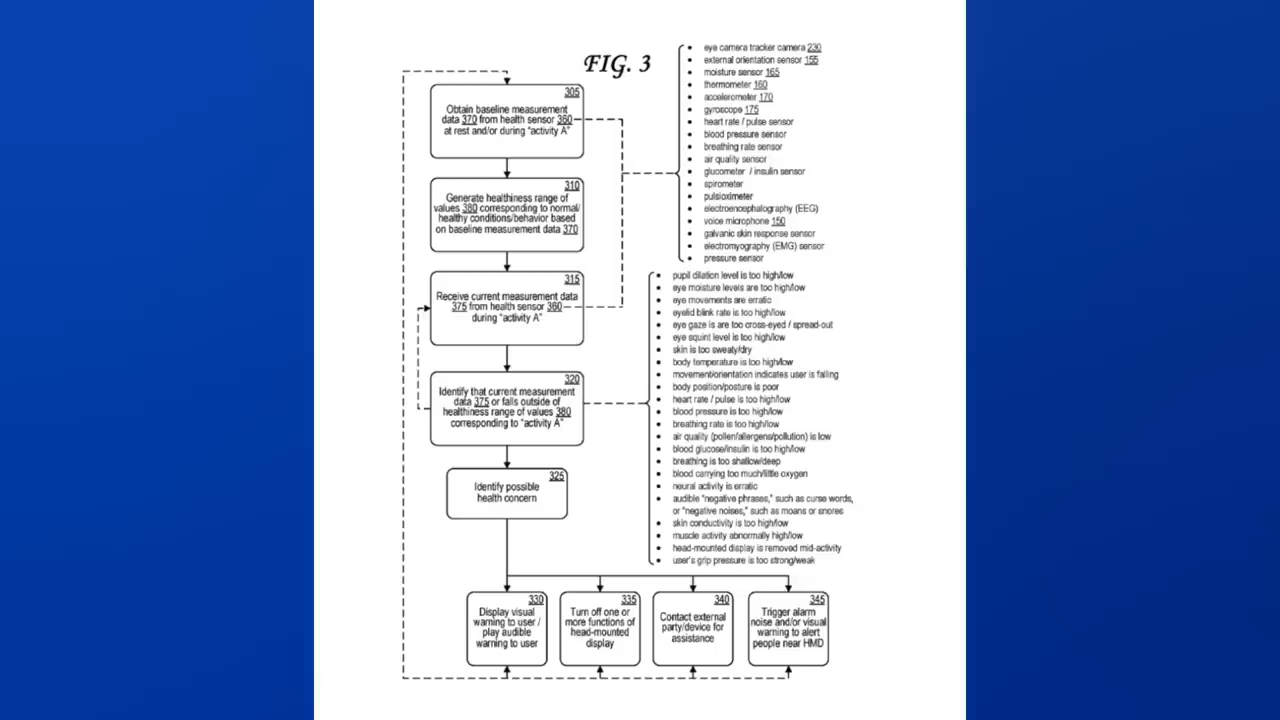 FIG. 3
305
Obtain baseline measurement
data 370 from health sensor 360
at rest and/or during "activity A"
310
Generate healthiness range of
values 380 corresponding to normal/
healthy conditions/behavior based
on baseline measurement data 370
315
Receive current measurement data
375 from health sensor 360
during "activity A"
320
Identify that current measurement
data 375 or falls outside of
healthiness range of values 380
corresponding to "activity A"
325
Identify possible
health concern
• eye camera tracker camera 230
• external orientation sensor 155
• moisture sensor 165
• thermometer 160
• accelerometer 170
• gyroscope 175
• heart rate / pulse sensor
• blood pressure sensor
• breathing rate sensor
• air quality sensor
• glucometer / insulin sensor
• spirometer
• pulsioximeter
• electroencephalography (EEG)
• voice microphone 150
• galvanic skin response sensor
• electromyography (EMG) sensor
• pressure sensor
• pupil dilation level is too high/low
• eye moisture levels are too high/low
• eye movements are erratic
• eyelid blink rate is too high/low
• eye gaze is are too cross-eyed / spread-out
• eye squint level is too high/low
• skin is too sweaty/dry
• body temperature is too high/low
• movement/orientation indicates user is falling
• body position/posture is poor
• heart rate / pulse is too high/low
• blood pressure is too high/low
• breathing rate is too high/low
• air quality (pollen/allergens/pollution) is low
• blood glucose/insulin is too high/low
• breathing is too shallow/deep
• blood carrying too much/little oxygen
• neural activity is erratic
• audible "negative phrases," such as curse words,
or "negative noises," such as moans or snores
• skin conductivity is too high/low
• muscle activity abnormally high/low
• head-mounted display is removed mid-activity
• user's grip pressure is too strong/weak
330
Display visual
warning to user /
play audible
warning to user
335
Turn off one or
more functions of
head-mounted
display
340
Contact external
party/device for
assistance
345
Trigger alarm
noise and/or visual
warning to alert
people near HMD